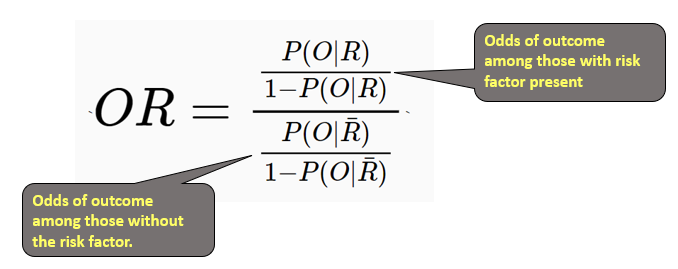 Odds of outcome
among those with risk
factor present
OR = \frac{\frac{P(O|R)}{1-P(O|R)}}{\frac{P(O|\bar{R})}{1-P(O|\bar{R})}}
Odds of outcome
among those without
the risk factor.